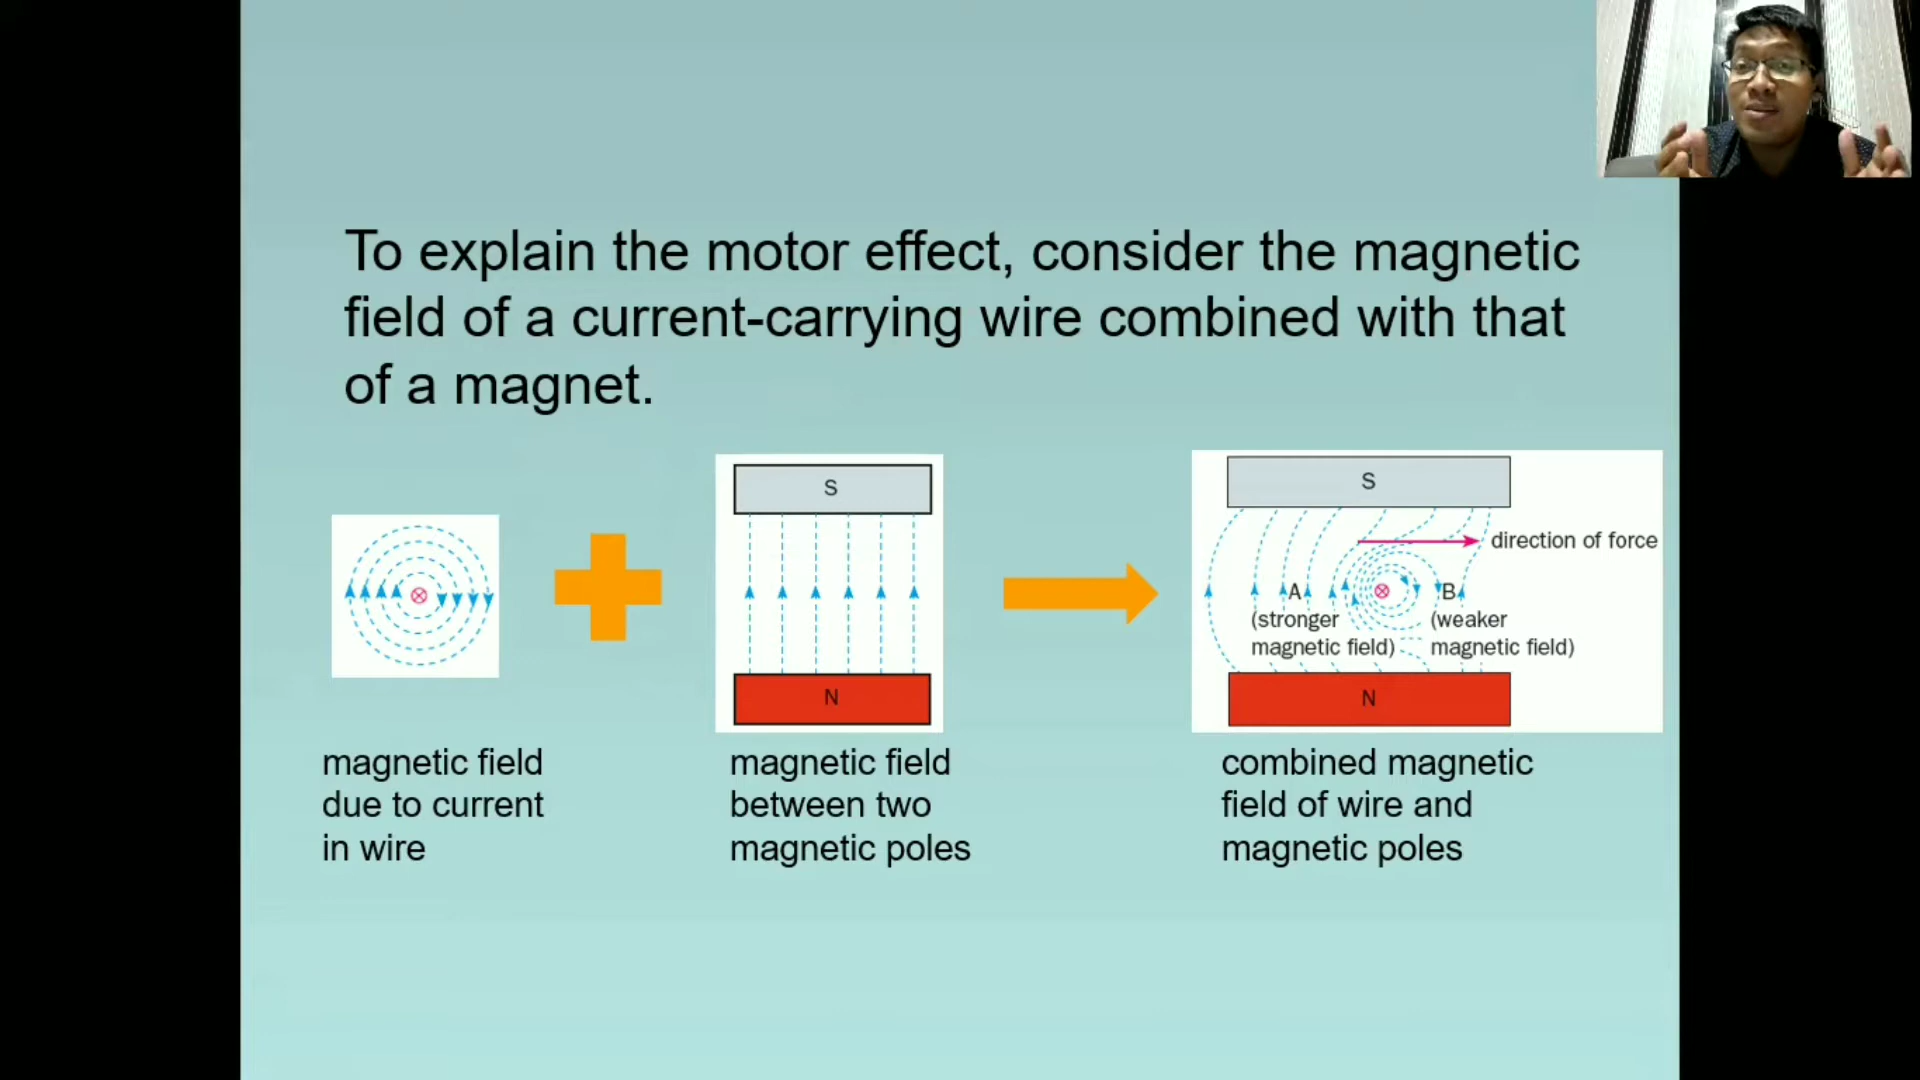 To explain the motor effect, consider the magnetic
field of a current-carrying wire combined with that
of a magnet.
S
N
S
direction of force
A
B
(stronger
magnetic field)
(weaker
magnetic field)
N
magnetic field
due to current
in wire
magnetic field
between two
magnetic poles
combined magnetic
field of wire and
magnetic poles